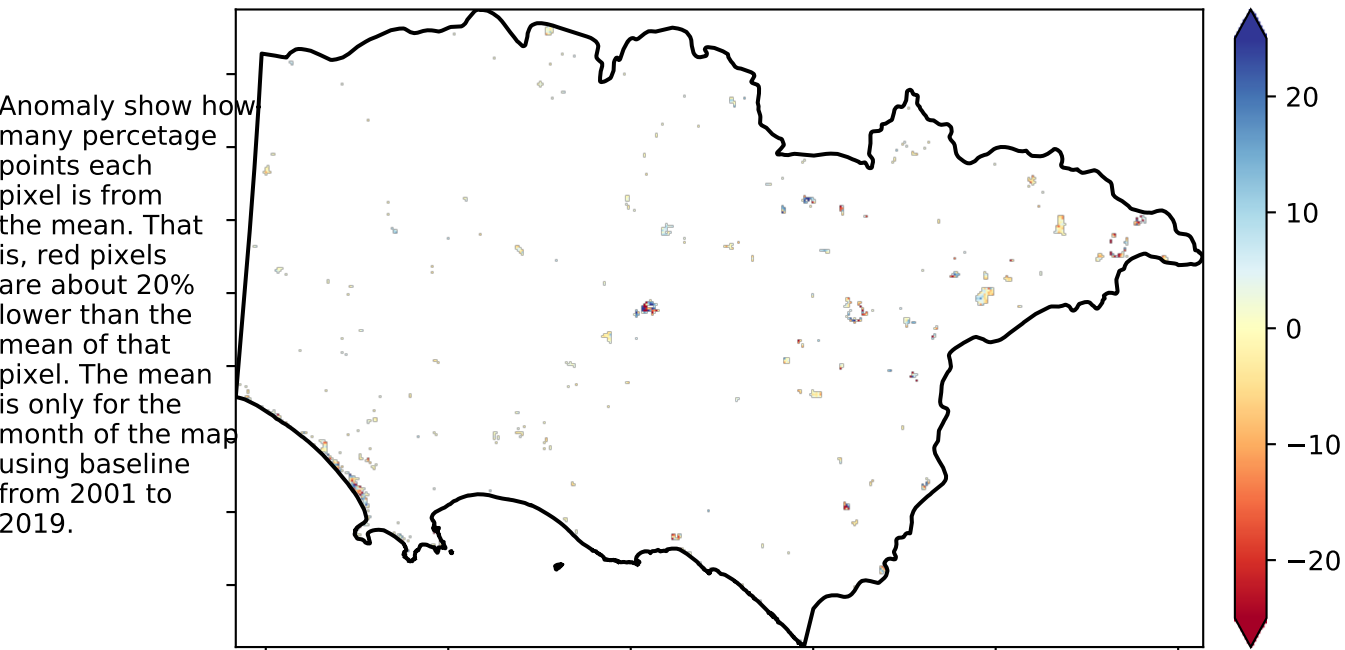 Anomaly show how
many percetage
points each
pixel is from
the mean. That
is, red pixels
are about 20%
lower than the
mean of that
pixel. The mean
is only for the
month of the map
using baseline
from 2001 to
2019.
20
10
0
−10
−20